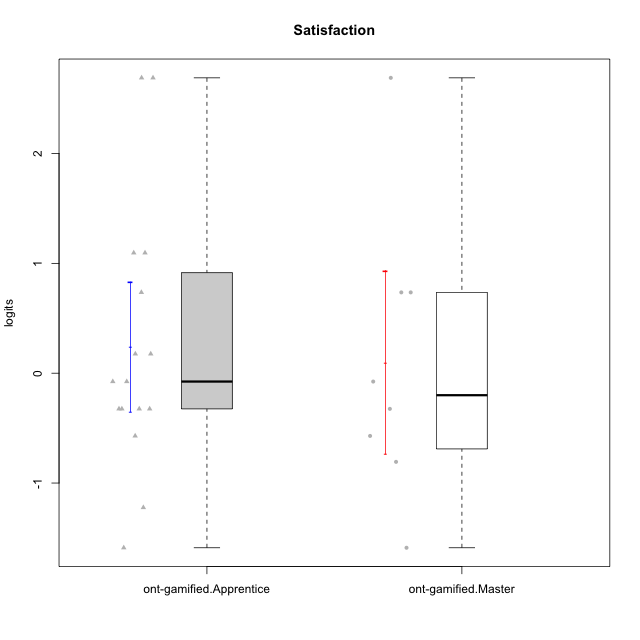 Satisfaction
logits
2
1
0
-1
ont-gamified.Apprentice
ont-gamified.Master